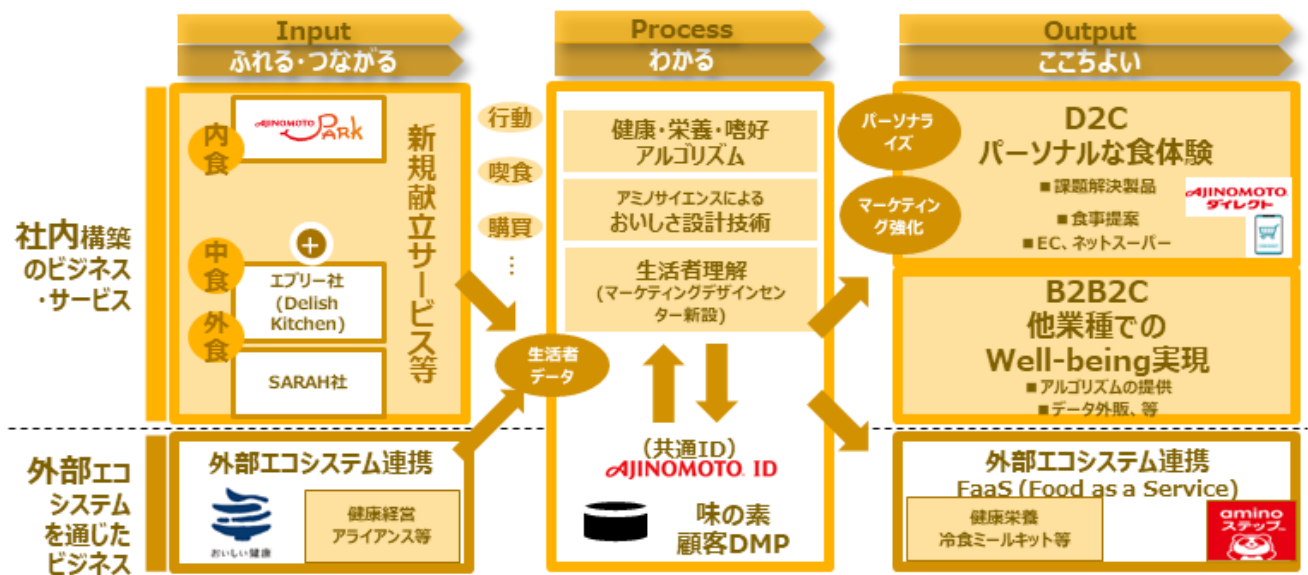 Input
ふれる・つながる
Process
わかる
Output
ここちよい
社内構築
のビジネス
・サービス
内食
中食
外食
AJINOMOTO PARK
エブリー社
(Delish
Kitchen)
SARAH社
新規献立サービス等
行動
喫食
購買
…
生活者
データ
健康・栄養・嗜好
アルゴリズム
アミノサイエンスによる
おいしさ設計技術
生活者理解
(マーケティングデザインセン
ター新設)
(共通ID)
AJINOMOTO ID
味の素
顧客DMP
パーソナラ
イズ
マーケティン
グ強化
D2C
パーソナルな食体験
■課題解決製品
■食事提案
■EC、ネットスーパー
AJINOMOTO
ダイレクト
B2B2C
他業種での
Well-being実現
■アルゴリズムの提供
■データ外販、等
外部エコ
システム
を通じた
ビジネス
外部エコシステム連携
おいしい健康
健康経営
アライアンス等
外部エコシステム連携
FaaS (Food as a Service)
健康栄養
冷食ミールキット等
amino
ステップ